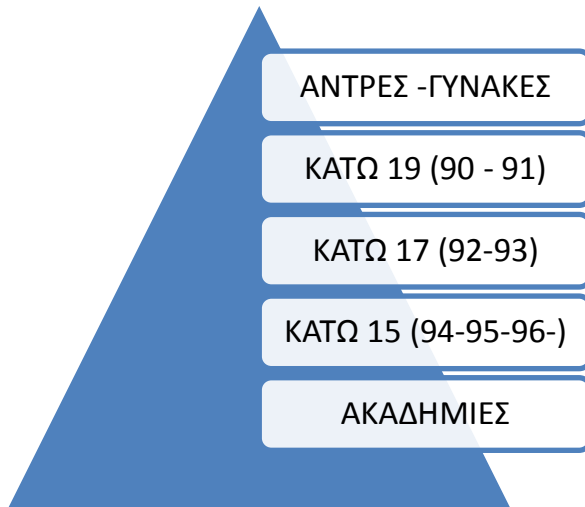 ΑΝΤΡΕΣ -ΓΥΝΑΚΕΣ
ΚΑΤΩ 19 (90 - 91)
ΚΑΤΩ 17 (92-93)
ΚΑΤΩ 15 (94-95-96-)
ΑΚΑΔΗΜΙΕΣ